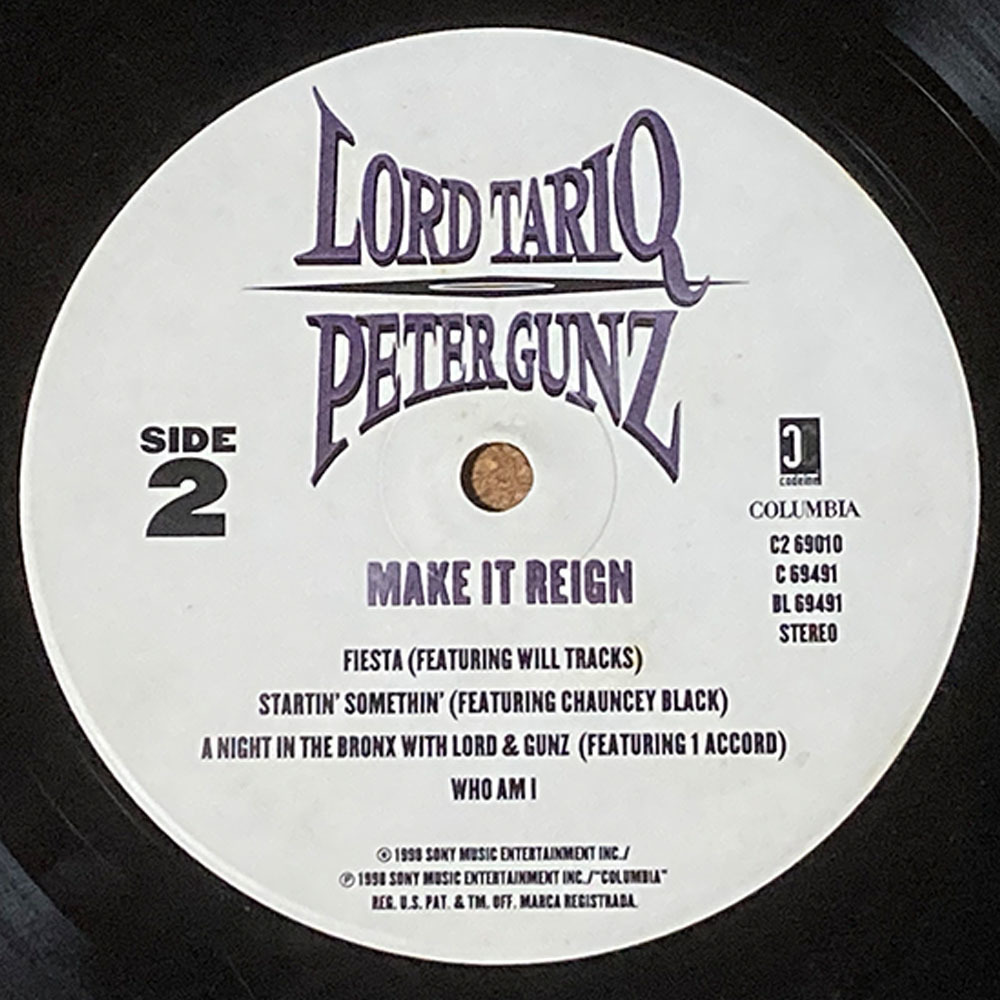 LORD TARIQ
PETER GUNZ
SIDE
2
codeine
COLUMBIA
C2 69010
C 69491
BL 69491
STEREO
MAKE IT REIGN
FIESTA (FEATURING WILL TRACKS)
STARTIN' SOMETHIN' (FEATURING CHAUNCEY BLACK)
A NIGHT IN THE BRONX WITH LORD & GUNZ (FEATURING 1 ACCORD)
WHO AM I
© 1998 SONY MUSIC ENTERTAINMENT INC./
℗ 1998 SONY MUSIC ENTERTAINMENT INC./"COLUMBIA"
REG. U.S. PAT. & TM. OFF. MARCA REGISTRADA.